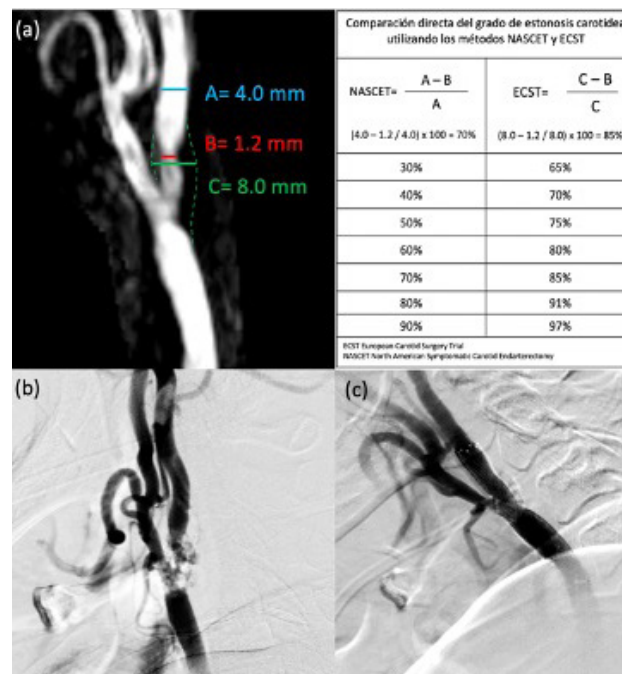 (a)
A= 4.0 mm
B= 1.2 mm
C= 8.0 mm
Comparación directa del grado de estonosis carotidea
utilizando los métodos NASCET y ECST
NASCET= A – B / A
ECST= C – B / C
(4.0 – 1.2 / 4.0) x 100 = 70%
(8.0 – 1.2 / 8.0) x 100 = 85%
30% 65%
40% 70%
50% 75%
60% 80%
70% 85%
80% 91%
90% 97%
ECST European Carotid Surgery Trial
NASCET North American Symptomatic Carotid Endarterectomy
(b)
(c)